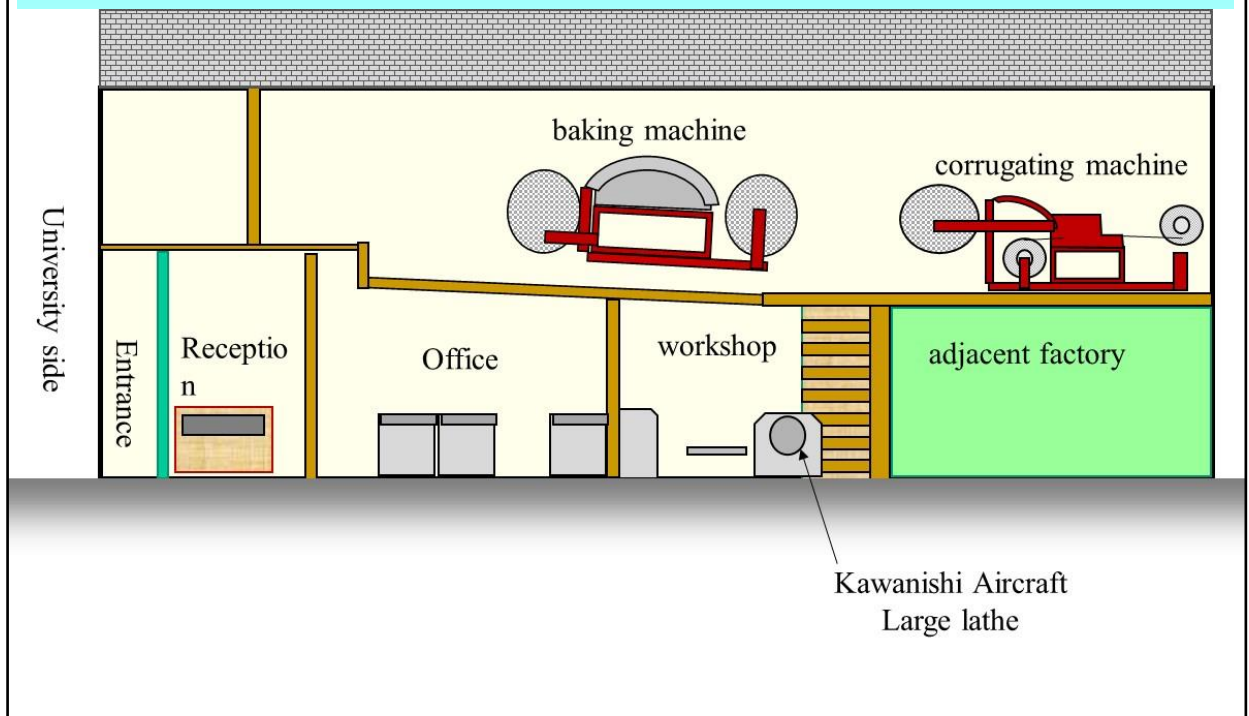 baking machine
corrugating machine
University side
Entrance
Receptio
n
Office
workshop
adjacent factory
Kawanishi Aircraft
Large lathe